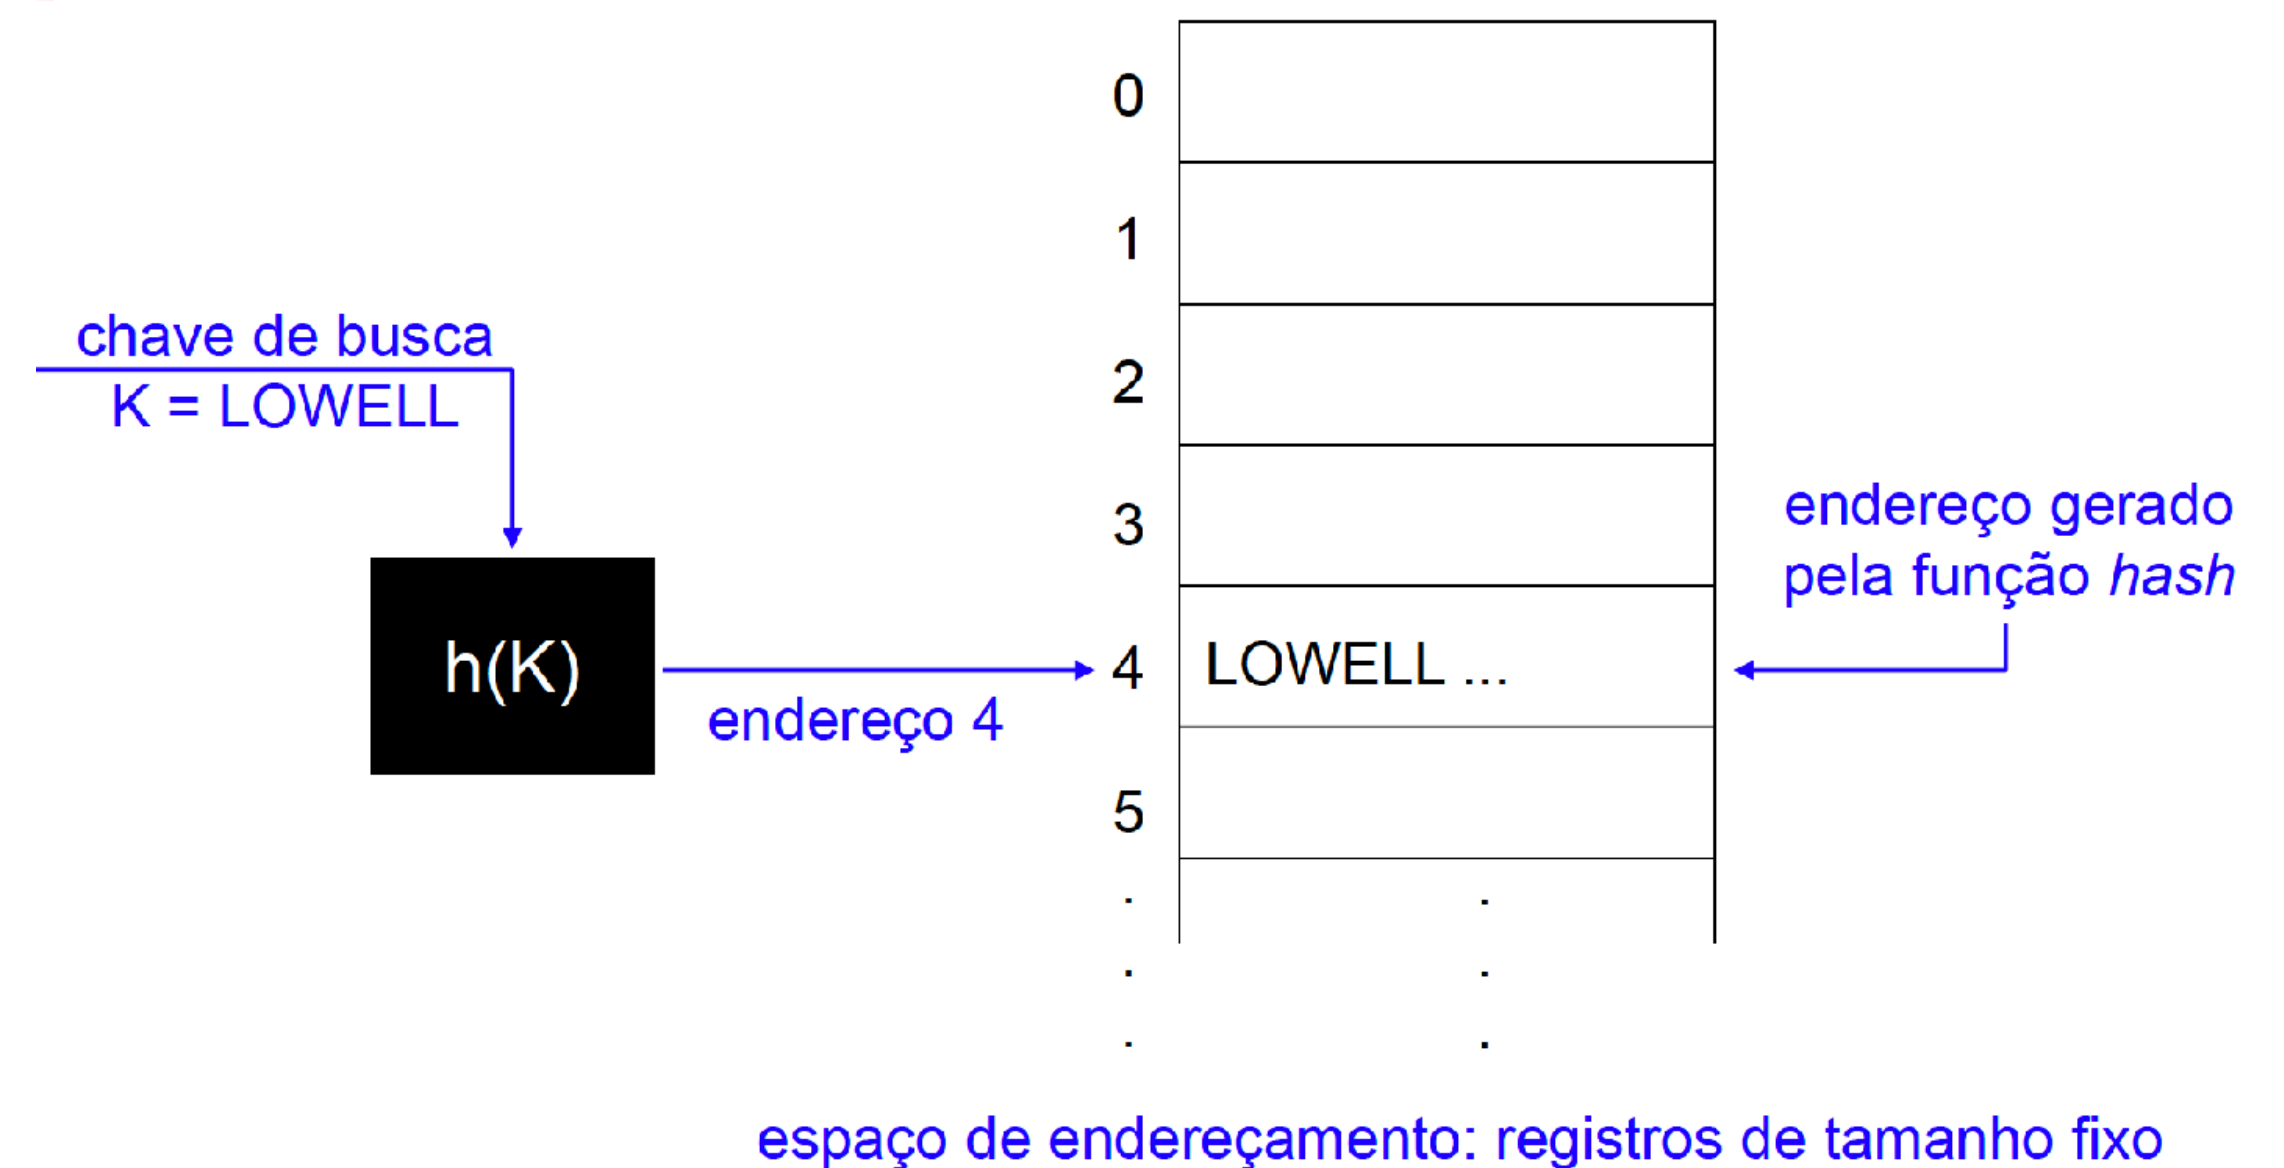 chave de busca
K = LOWELL
h(K)
endereço 4
0
1
2
3
4
LOWELL ...
5
.
.
.
.
.
.
endereço gerado
pela função hash
espaço de endereçamento: registros de tamanho fixo